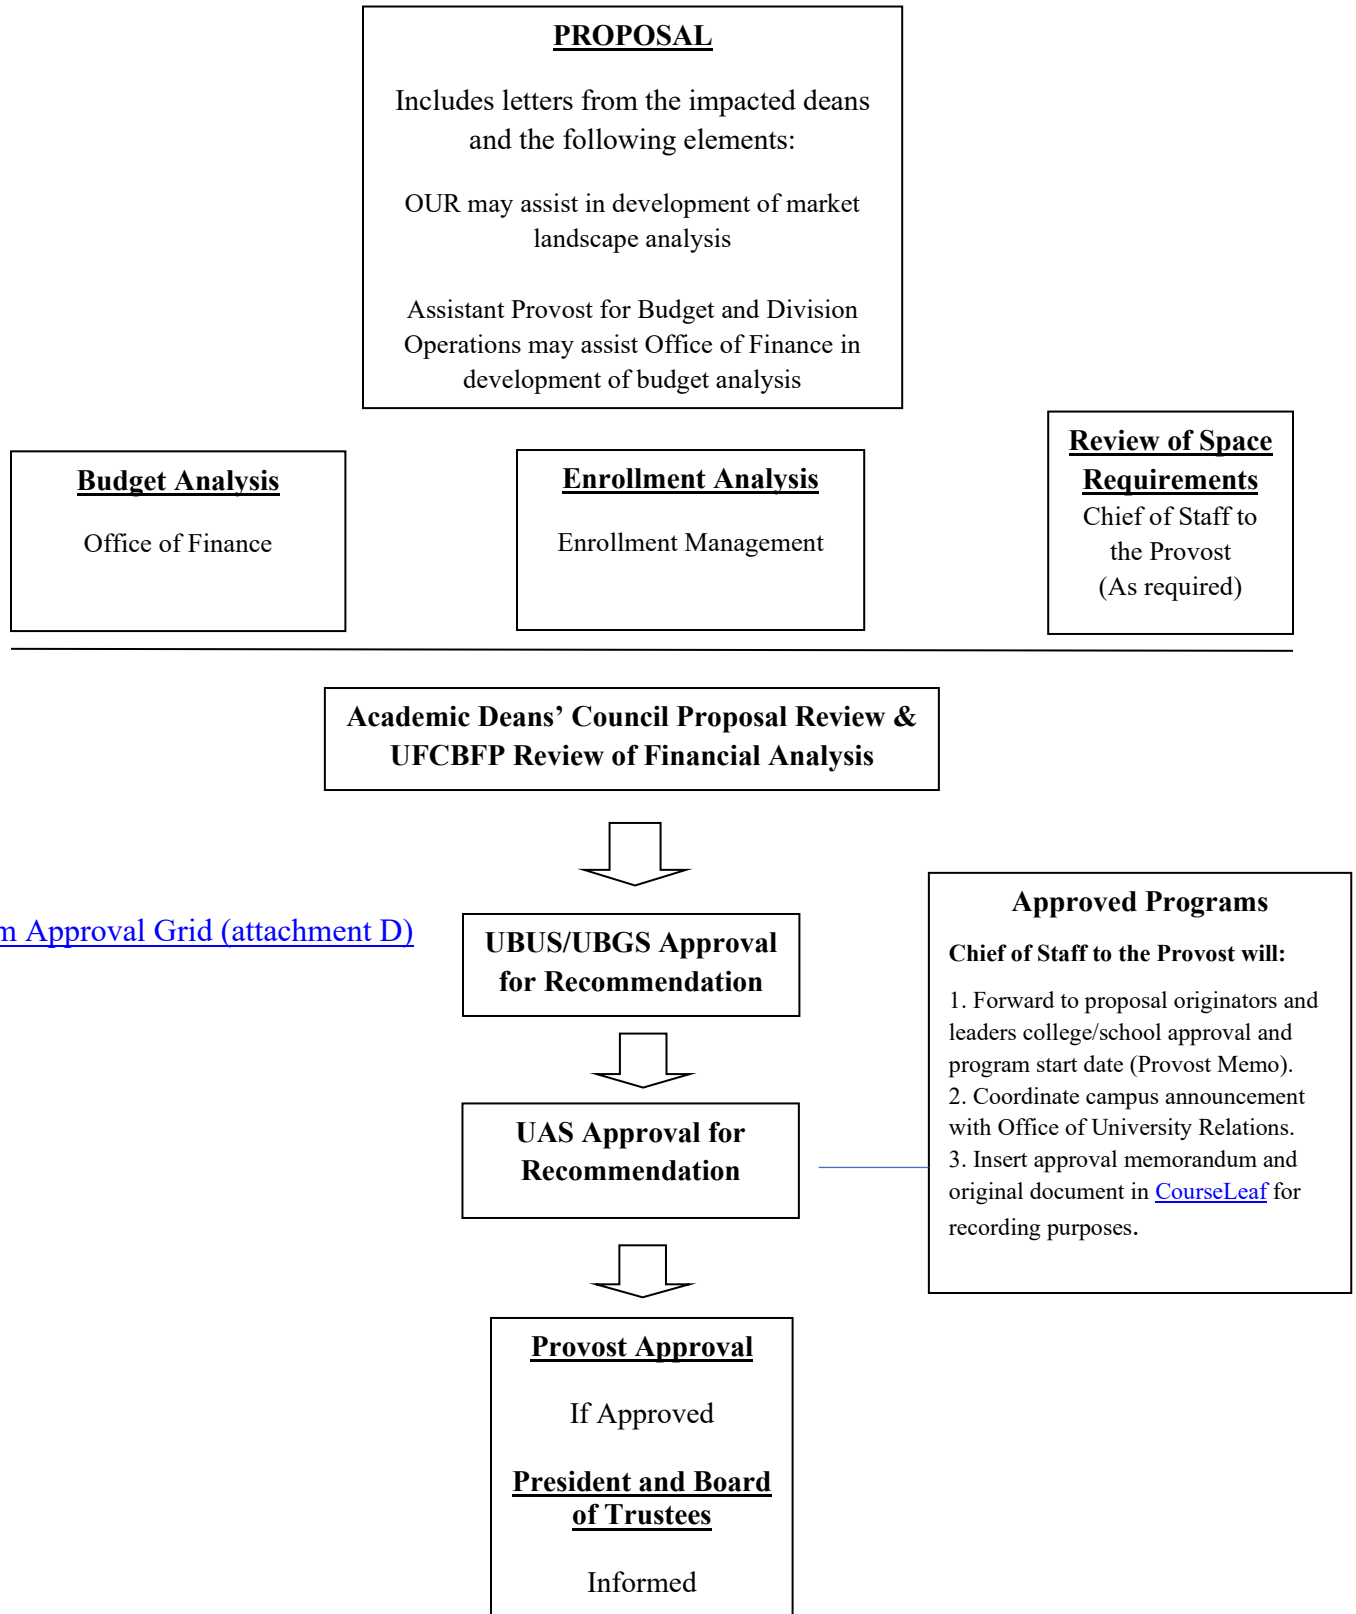 PROPOSAL
Includes letters from the impacted deans
and the following elements:
OUR may assist in development of market
landscape analysis
Assistant Provost for Budget and Division
Operations may assist Office of Finance in
development of budget analysis
Budget Analysis
Office of Finance
Enrollment Analysis
Enrollment Management
Review of Space
Requirements
Chief of Staff to
the Provost
(As required)
Academic Deans’ Council Proposal Review &
UFCBFP Review of Financial Analysis
m Approval Grid (attachment D)
UBUS/UBGS Approval
for Recommendation
UAS Approval for
Recommendation
Approved Programs
Chief of Staff to the Provost will:
1. Forward to proposal originators and
leaders college/school approval and
program start date (Provost Memo).
2. Coordinate campus announcement
with Office of University Relations.
3. Insert approval memorandum and
original document in CourseLeaf for
recording purposes.
Provost Approval
If Approved
President and Board
of Trustees
Informed